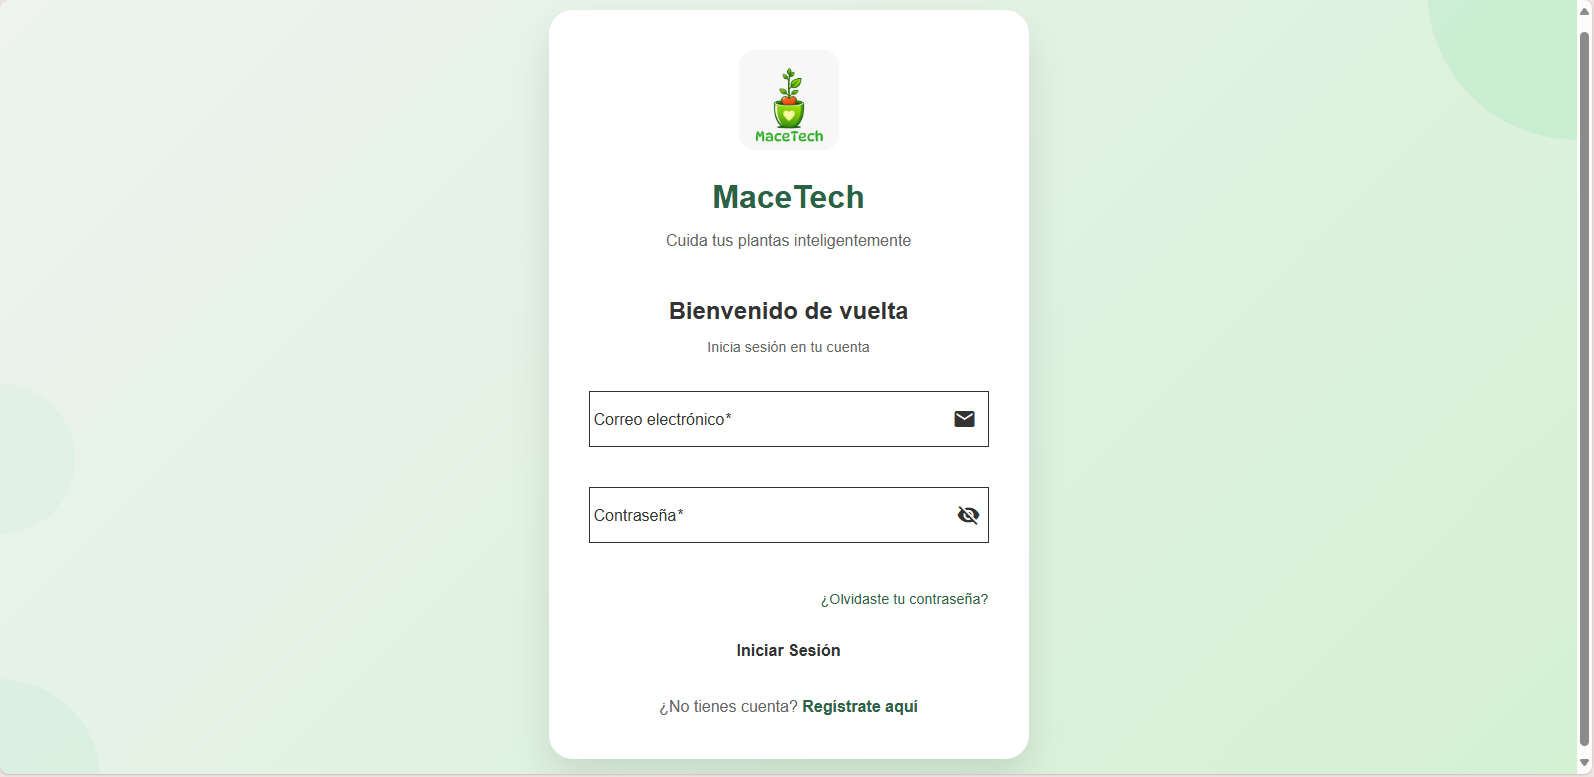 MaceTech
MaceTech
Cuida tus plantas inteligentemente
Bienvenido de vuelta
Inicia sesión en tu cuenta
Correo electrónico*
Contraseña*
¿Olvidaste tu contraseña?
Iniciar Sesión
¿No tienes cuenta? Regístrate aquí